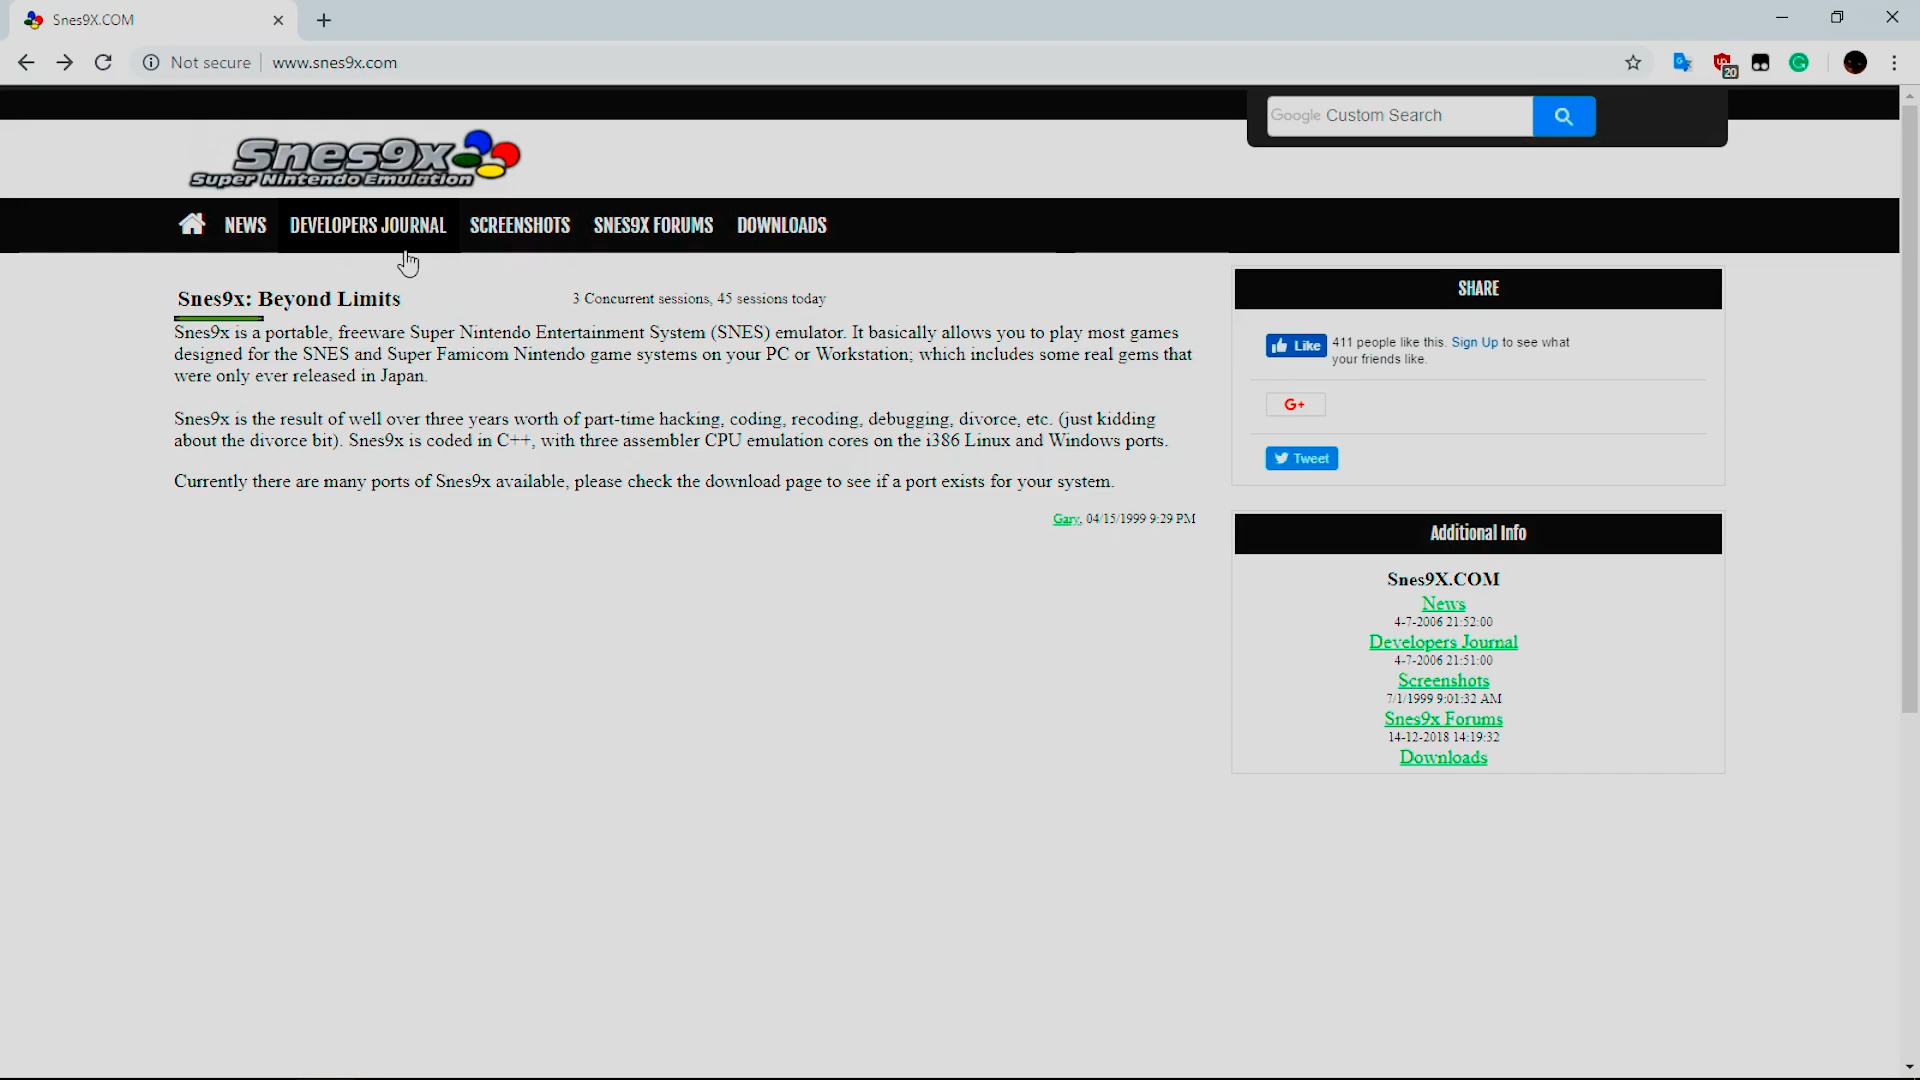 Snes9X.COM
Not secure
www.snes9x.com
20
Google Custom Search
Snes9x
Super Nintendo Emulation
NEWS
DEVELOPERS JOURNAL
SCREENSHOTS
SNES9X FORUMS
DOWNLOADS
Snes9x: Beyond Limits
3 Concurrent sessions, 45 sessions today
Snes9x is a portable, freeware Super Nintendo Entertainment System (SNES) emulator. It basically allows you to play most games
designed for the SNES and Super Famicom Nintendo game systems on your PC or Workstation; which includes some real gems that
were only ever released in Japan.
Snes9x is the result of well over three years worth of part-time hacking, coding, recoding, debugging, divorce, etc. (just kidding
about the divorce bit). Snes9x is coded in C++, with three assembler CPU emulation cores on the i386 Linux and Windows ports.
Currently there are many ports of Snes9x available, please check the download page to see if a port exists for your system.
Gary, 04/15/1999 9:29 PM
SHARE
Like
411 people like this. Sign Up to see what
your friends like.
G+
Tweet
Additional Info
Snes9X.COM
News
4-7-2006 21:52:00
Developers Journal
4-7-2006 21:51:00
Screenshots
7/1/1999 9:01:32 AM
Snes9x Forums
14-12-2018 14:19:32
Downloads